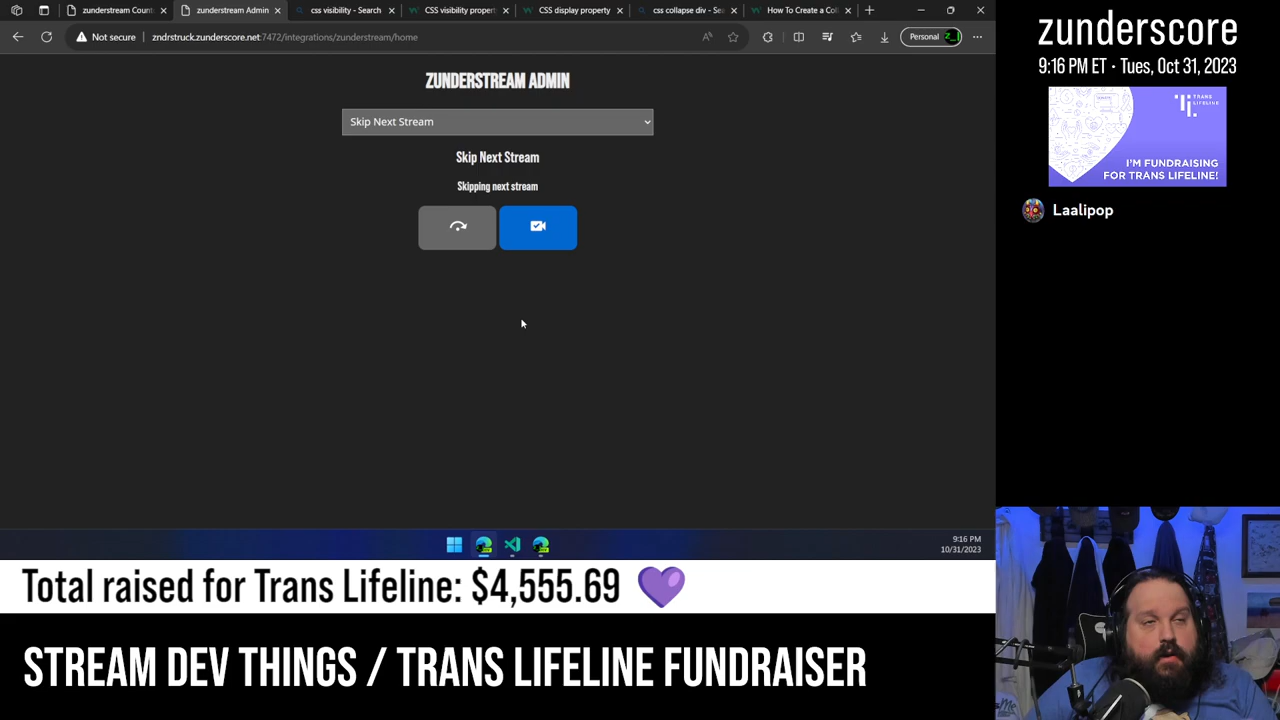 zunderstream Count
zunderstream Admin
css visibility - Search
CSS visibility propert
CSS display property
css collapse div - Sea
How To Create a Col
Not secure
zndrstruck.zunderscore.net:7472/integrations/zunderstream/home
Personal
ZUNDERSTREAM ADMIN
Skip Next Stream
Skip Next Stream
Skipping next stream
9:16 PM
10/31/2023
Total raised for Trans Lifeline: $4,555.69
STREAM DEV THINGS / TRANS LIFELINE FUNDRAISER
zunderscore
9:16 PM ET · Tues, Oct 31, 2023
TRANS
LIFELINE
I'M FUNDRAISING
FOR TRANS LIFELINE!
Laalipop